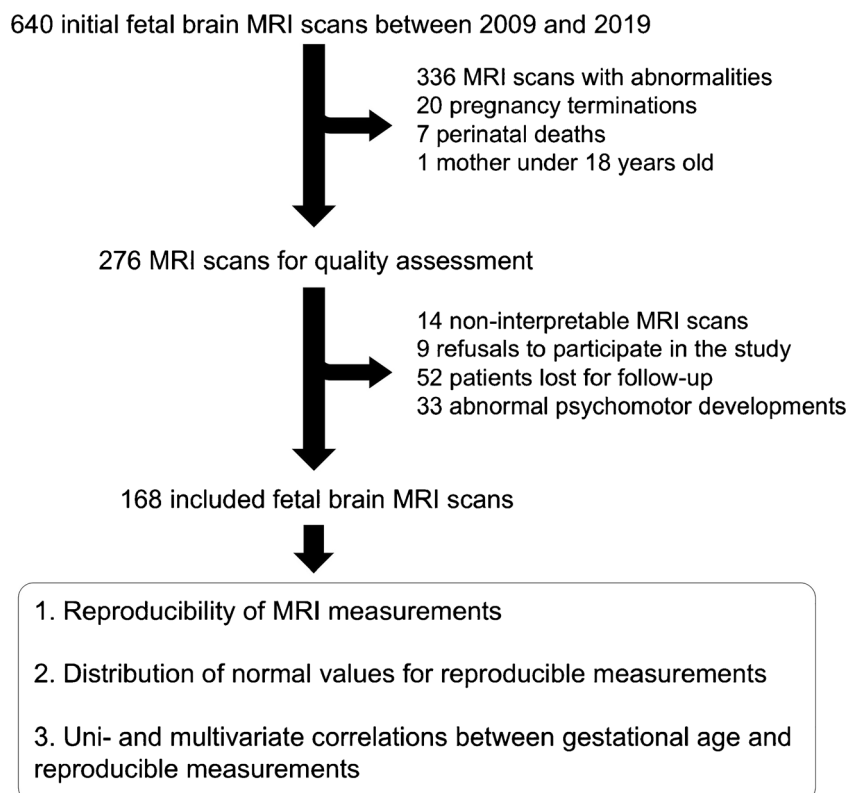 640 initial fetal brain MRI scans between 2009 and 2019
336 MRI scans with abnormalities
20 pregnancy terminations
7 perinatal deaths
1 mother under 18 years old
276 MRI scans for quality assessment
14 non-interpretable MRI scans
9 refusals to participate in the study
52 patients lost for follow-up
33 abnormal psychomotor developments
168 included fetal brain MRI scans
1. Reproducibility of MRI measurements
2. Distribution of normal values for reproducible measurements
3. Uni- and multivariate correlations between gestational age and
reproducible measurements